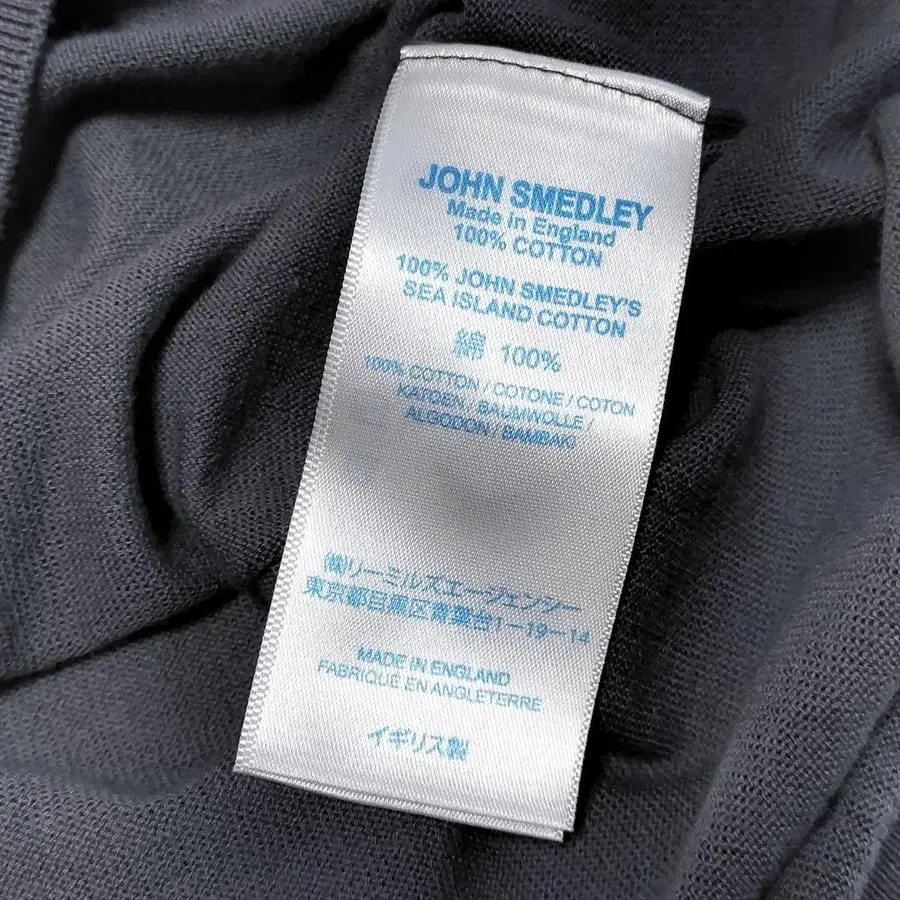 JOHN SMEDLEY
Made in England
100% COTTON
100% JOHN SMEDLEY'S
SEA ISLAND COTTON
綿 100%
100% COTTON / COTONE / COTON
KATOEN / BAUMWOLLE /
ALGODON / BAMBAKI
(株)リーミルズエージェンシー
東京都目黒区青葉台1-19-14
MADE IN ENGLAND
FABRIQUÉ EN ANGLETERRE
イギリス製